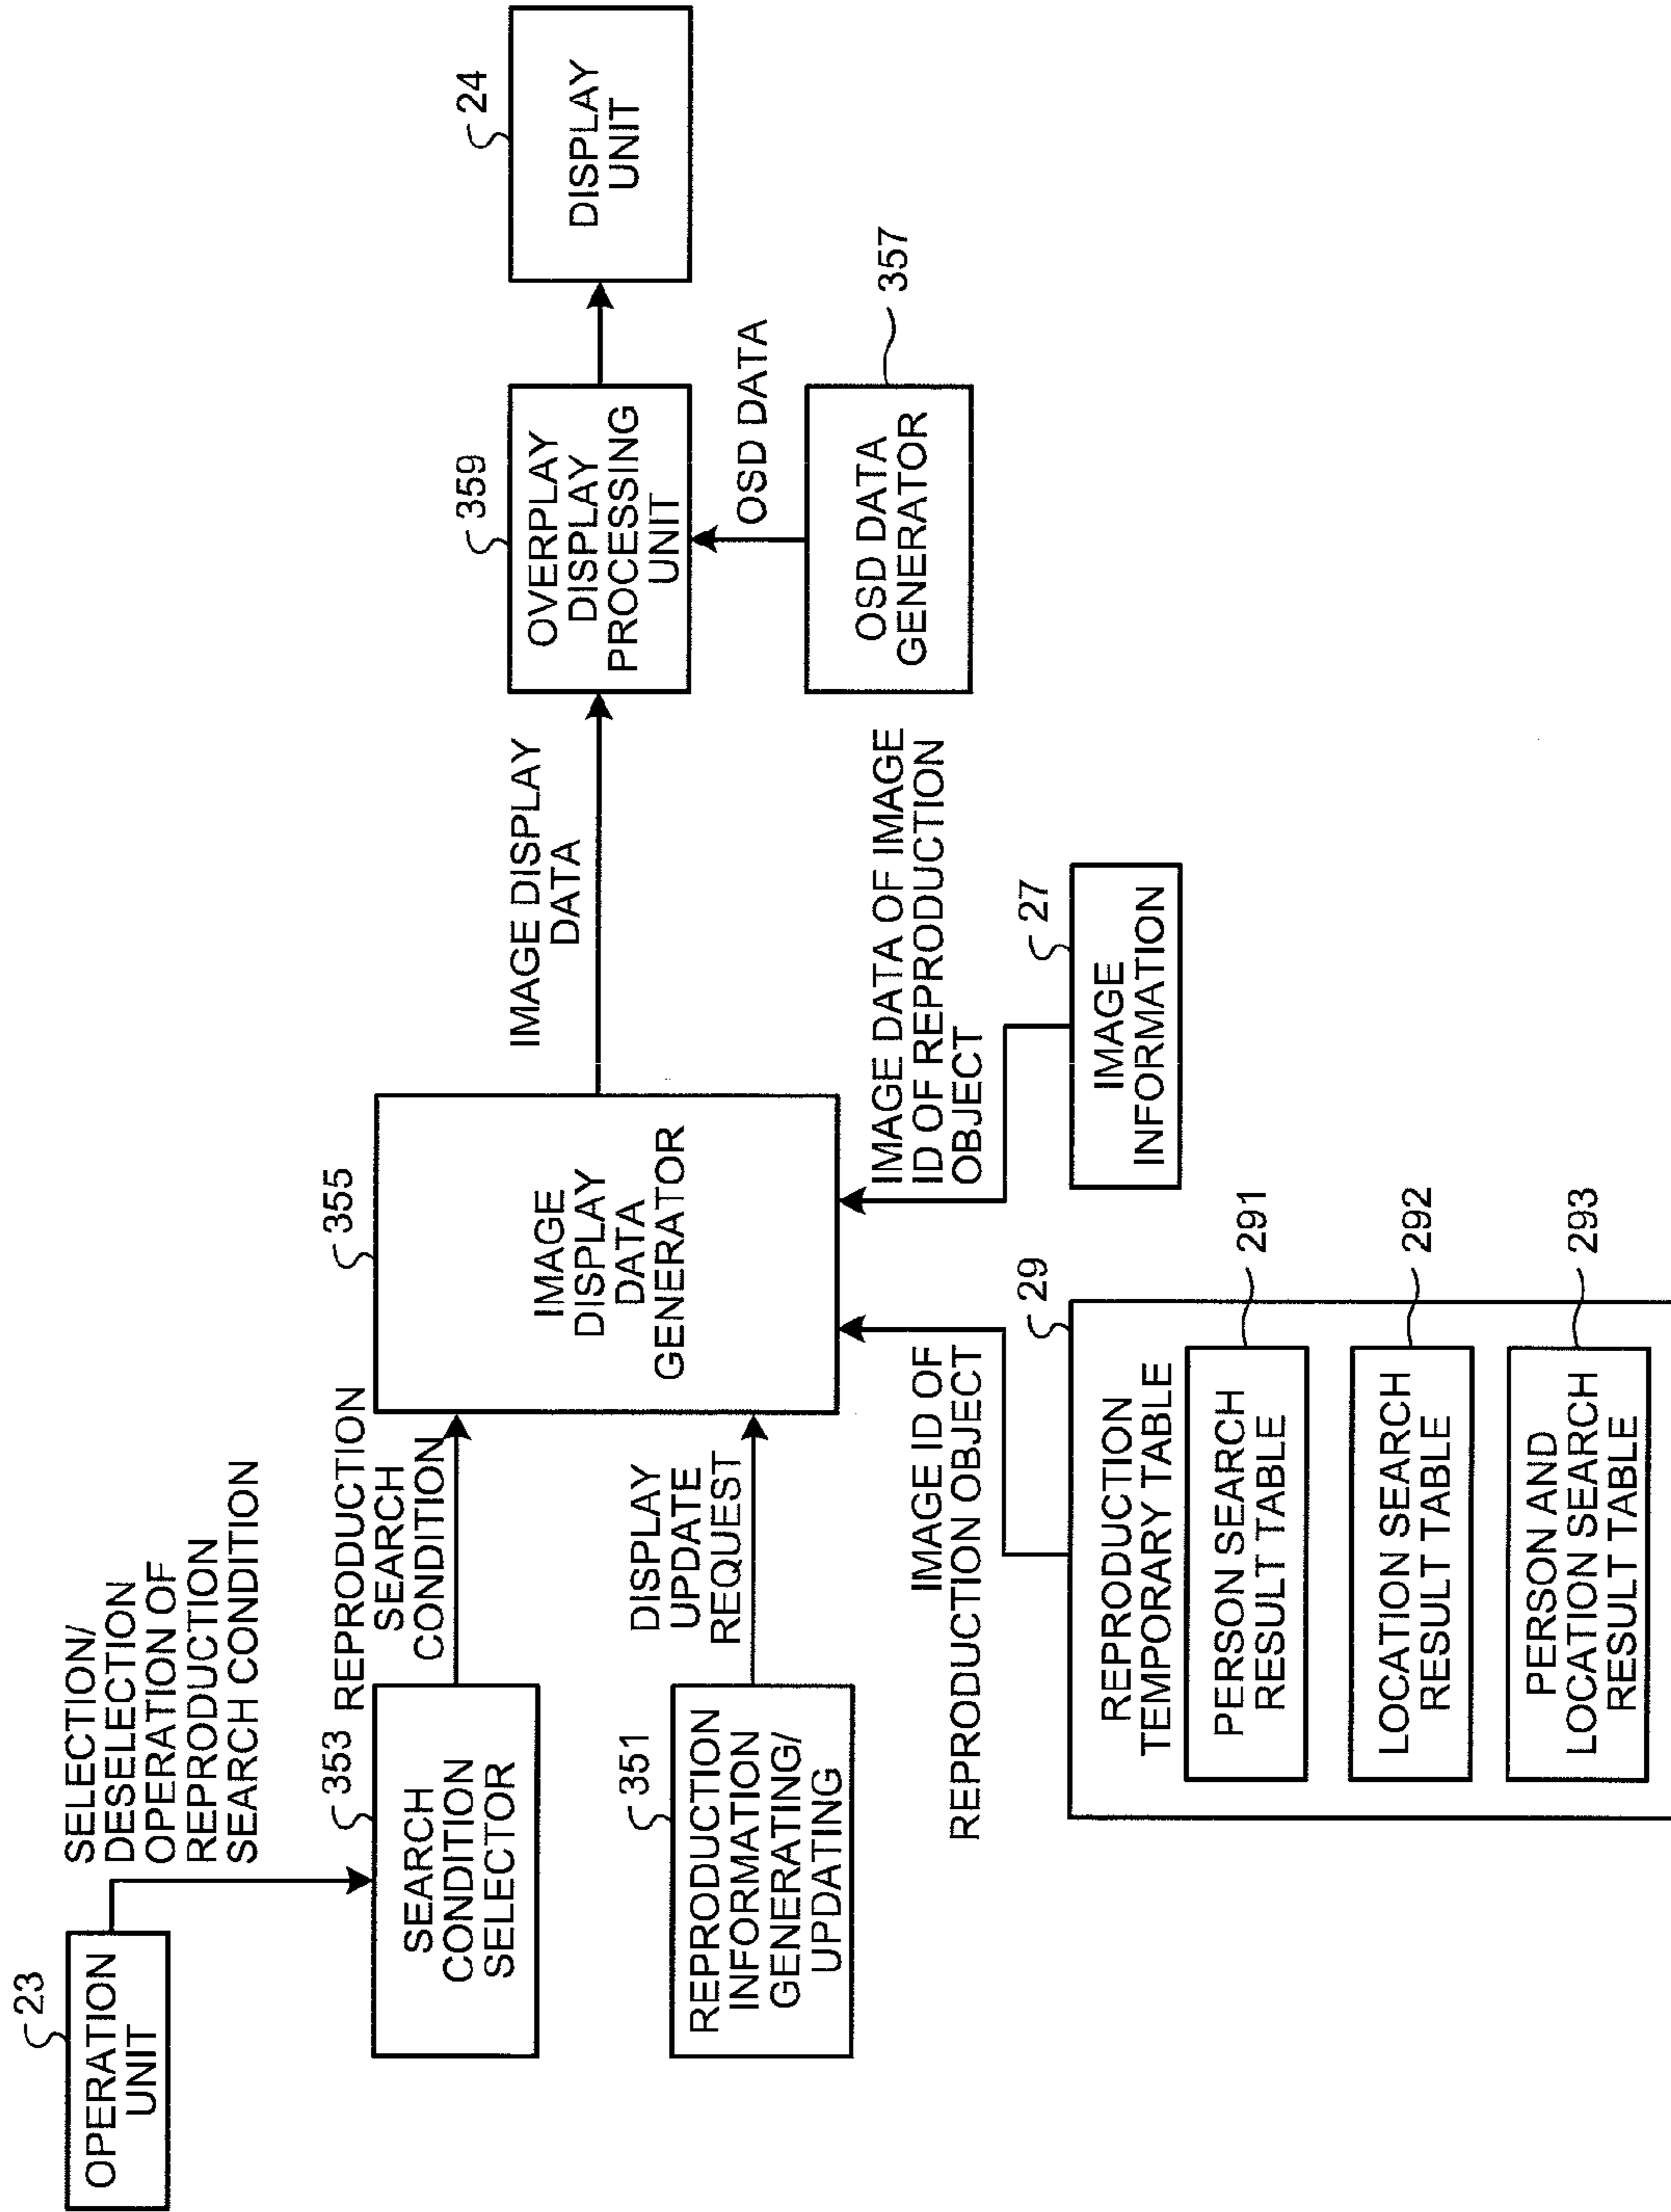 23
OPERATION
UNIT
SELECTION/
DESELECTION
OPERATION OF
REPRODUCTION
SEARCH CONDITION
353
SEARCH
CONDITION
SELECTOR
REPRODUCTION
SEARCH
CONDITION
351
REPRODUCTION
INFORMATION
GENERATING/
UPDATING
DISPLAY
UPDATE
REQUEST
355
IMAGE
DISPLAY
DATA
GENERATOR
IMAGE DISPLAY
DATA
359
OVERPLAY
DISPLAY
PROCESSING
UNIT
24
DISPLAY
UNIT
OSD DATA
357
OSD DATA
GENERATOR
IMAGE ID OF
REPRODUCTION OBJECT
IMAGE DATA OF IMAGE
ID OF REPRODUCTION
OBJECT
27
IMAGE
INFORMATION
29
REPRODUCTION
TEMPORARY TABLE
291
PERSON SEARCH
RESULT TABLE
292
LOCATION SEARCH
RESULT TABLE
293
PERSON AND
LOCATION SEARCH
RESULT TABLE